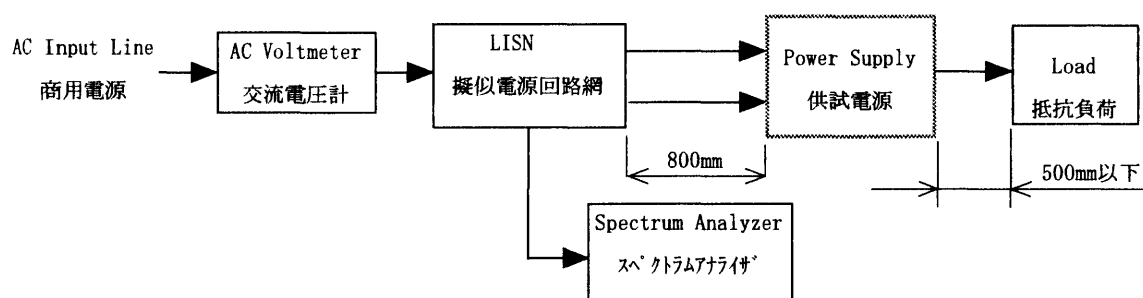 AC Input Line
商用電源
AC Voltmeter
交流電圧計
LISN
擬似電源回路網
Power Supply
供試電源
Load
抵抗負荷
800mm
500mm以下
Spectrum Analyzer
ｽﾍﾟｸﾄﾗﾑｱﾅﾗｲｻﾞ